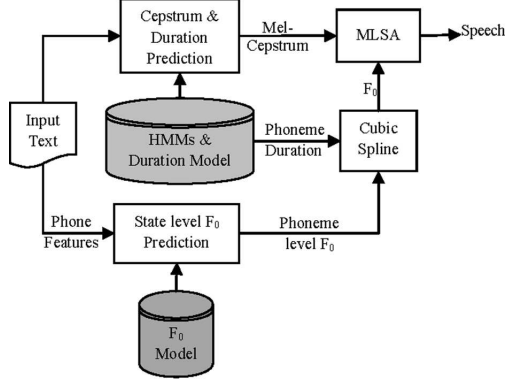 Cepstrum &
Duration
Prediction
Mel-
Cepstrum
MLSA
Speech
Input
Text
HMMs &
Duration Model
Phoneme
Duration
F₀
Cubic
Spline
Phone
Features
State level F₀
Prediction
Phoneme
level F₀
F₀
Model